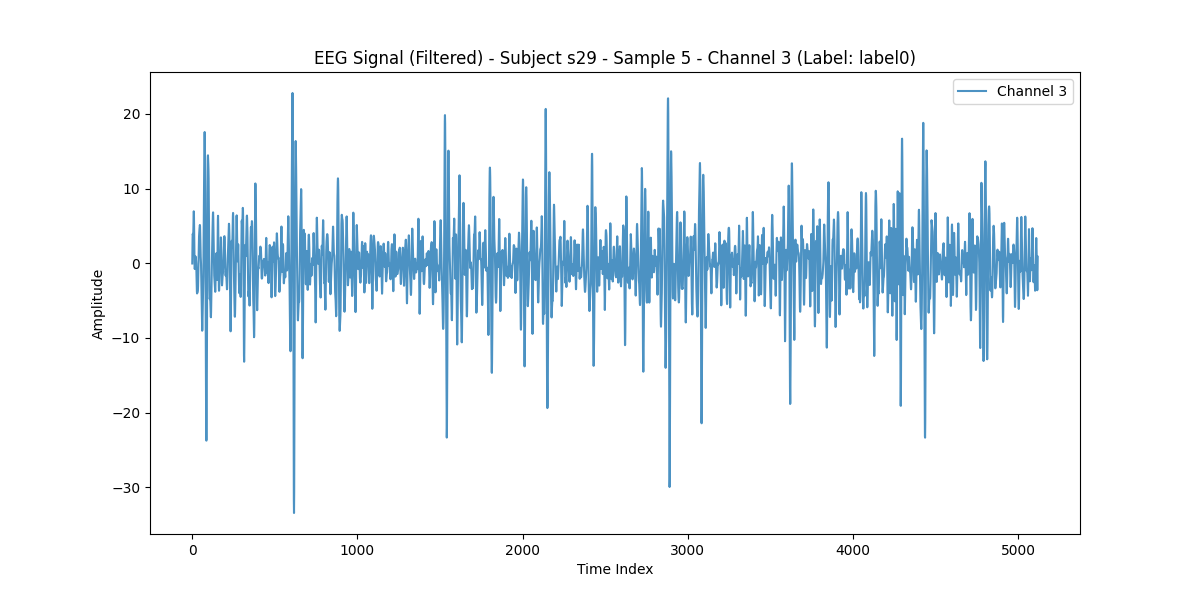 EEG Signal (Filtered) - Subject s29 - Sample 5 - Channel 3 (Label: label0)
Channel 3
20
10
0
−10
−20
−30
Amplitude
0 1000 2000 3000 4000 5000
Time Index